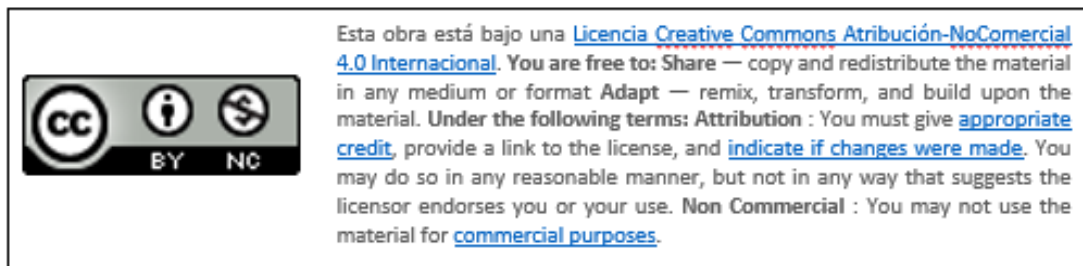 Esta obra está bajo una Licencia Creative Commons Atribución-NoComercial
4.0 Internacional. You are free to: Share — copy and redistribute the material
in any medium or format Adapt — remix, transform, and build upon the
material. Under the following terms: Attribution : You must give appropriate
credit, provide a link to the license, and indicate if changes were made. You
may do so in any reasonable manner, but not in any way that suggests the
licensor endorses you or your use. Non Commercial : You may not use the
material for commercial purposes.
cc
BY NC